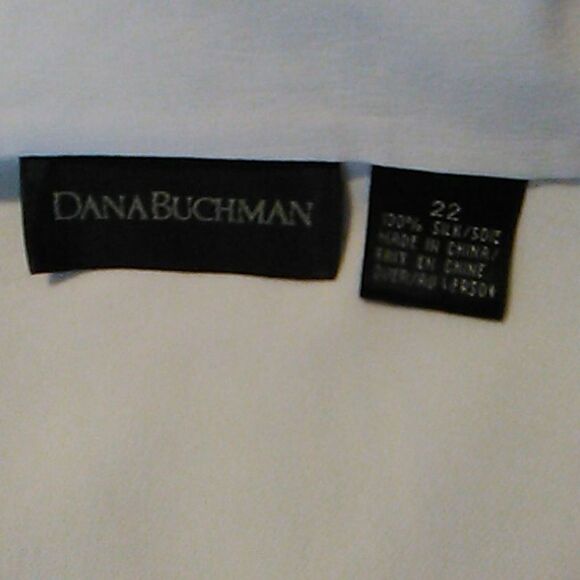 DANA BUCHMAN
22
100% SILK/SOIE
MADE IN CHINA/
FAIT EN CHINE